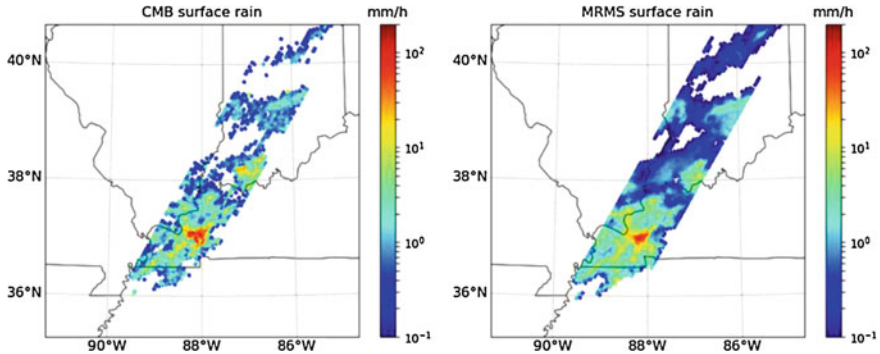 CMB surface rain
mm/h
40°N
38°N
36°N
90°W
88°W
86°W
10²
10¹
10⁰
10⁻¹
MRMS surface rain
mm/h
40°N
38°N
36°N
90°W
88°W
86°W
10²
10¹
10⁰
10⁻¹